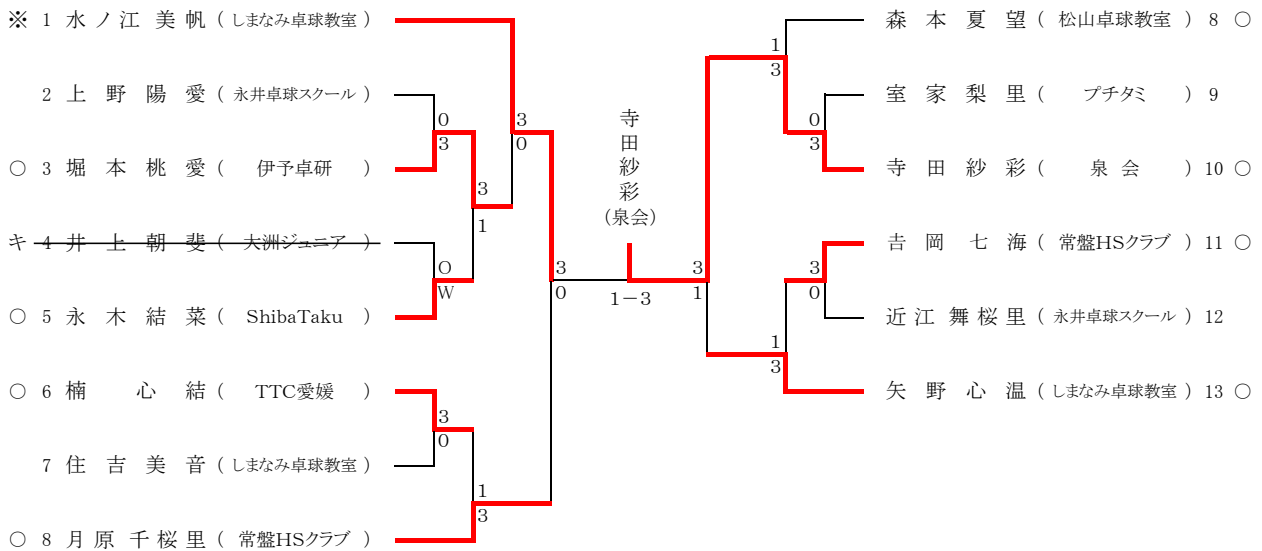 ※ 1 水ノ江 美帆 (しまなみ卓球教室)
2 上野陽愛 (永井卓球スクール)
○ 3 堀本桃愛 (伊予卓研)
キ 4 井上朝斐 (大洲ジュニア)
○ 5 永木結菜 (ShibaTaku)
○ 6 楠 心結 (TTC愛媛)
7 住吉美音 (しまなみ卓球教室)
○ 8 月原千桜里 (常盤HSクラブ)
0
3
O
W
3
0
3
1
1
3
3
0
3
0
寺田紗彩
(泉会)
1-3
3
1
1
3
1
3
0
3
3
0
森本夏望 (松山卓球教室) 8 ○
室家梨里 (プチタミ) 9
寺田紗彩 (泉会) 10 ○
吉岡七海 (常盤HSクラブ) 11 ○
近江舞桜里 (永井卓球スクール) 12
矢野心温 (しまなみ卓球教室) 13 ○